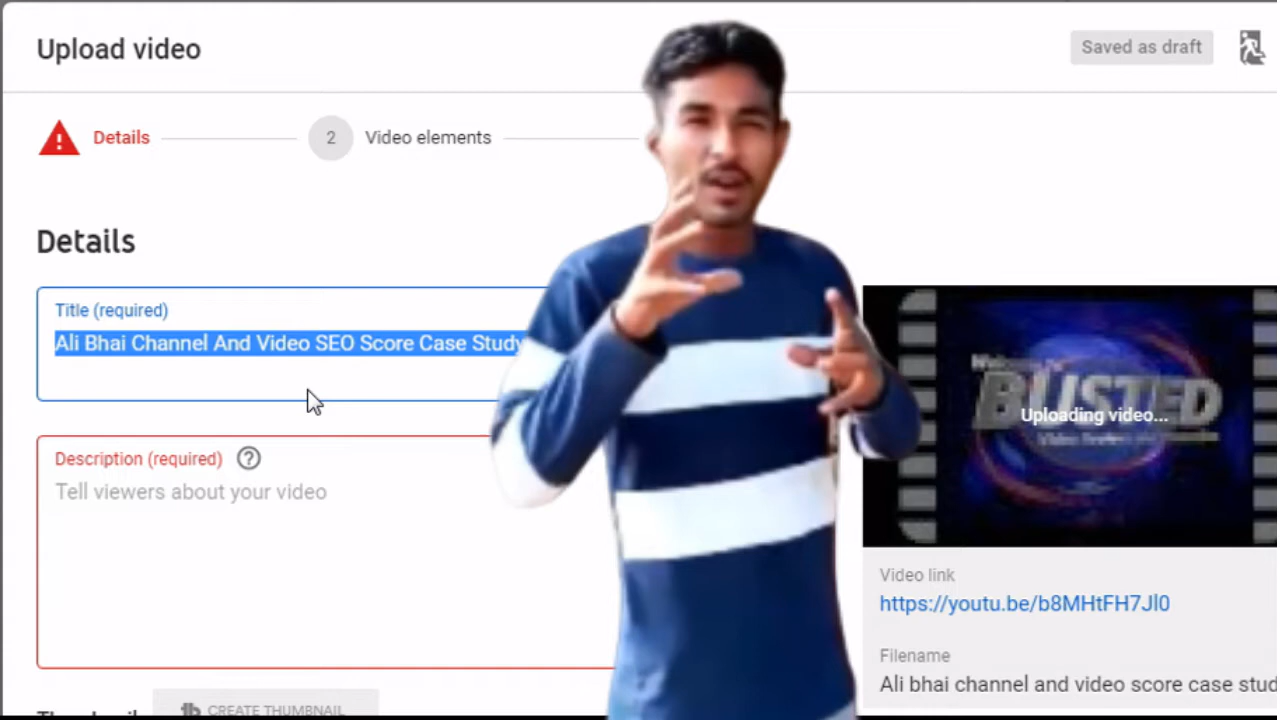 Upload video
Saved as draft
Details
2
Video elements
Details
Title (required)
Ali Bhai Channel And Video SEO Score Case Study
Description (required)
Tell viewers about your video
BUSTED
Uploading video...
Video link
https://youtu.be/b8MHtFH7Jl0
Filename
Ali bhai channel and video score case stud
CREATE THUMBNAIL